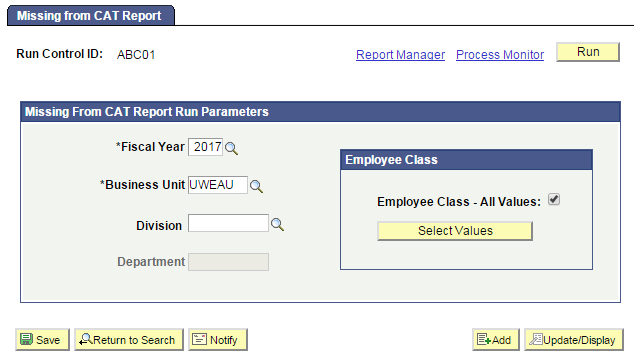 Missing from CAT Report
Run Control ID: ABC01 Report Manager Process Monitor Run
Missing From CAT Report Run Parameters
*Fiscal Year 2017
Employee Class
*Business Unit UWEAU
Employee Class - All Values:
Division
Select Values
Department
Save Return to Search Notify Add Update/Display